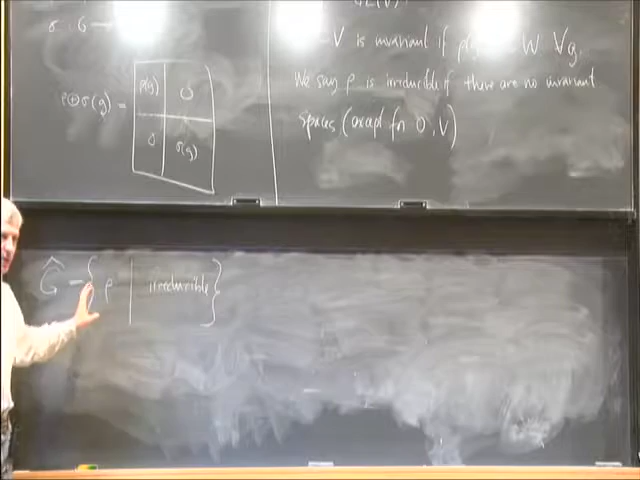 σ : G →
ρ⊕σ(g) =
ρ(g) 0
0 σ(g)
V is invariant if W ∀g.
We say ρ is irreducible if there are no invariant
spaces (except for 0, V)
Ĝ = { ρ | irreducible }